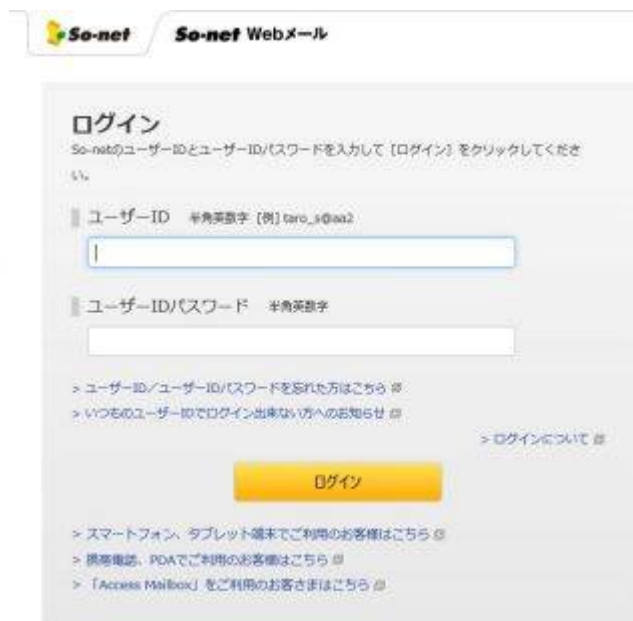 So-net
So-net Webメール
ログイン
So-netのユーザーIDとユーザーIDパスワードを入力して [ログイン] をクリックしてくださ
い。
ユーザーID 半角英数字 [例] taro_s@aa2
ユーザーIDパスワード 半角英数字
> ユーザーID/ユーザーIDパスワードを忘れた方はこちら
> いつものユーザーIDでログイン出来ない方へのお知らせ
> ログインについて
ログイン
> スマートフォン、タブレット端末でご利用のお客様はこちら
> 携帯電話、PDAでご利用のお客様はこちら
> 「Access Mailbox」をご利用のお客さまはこちら